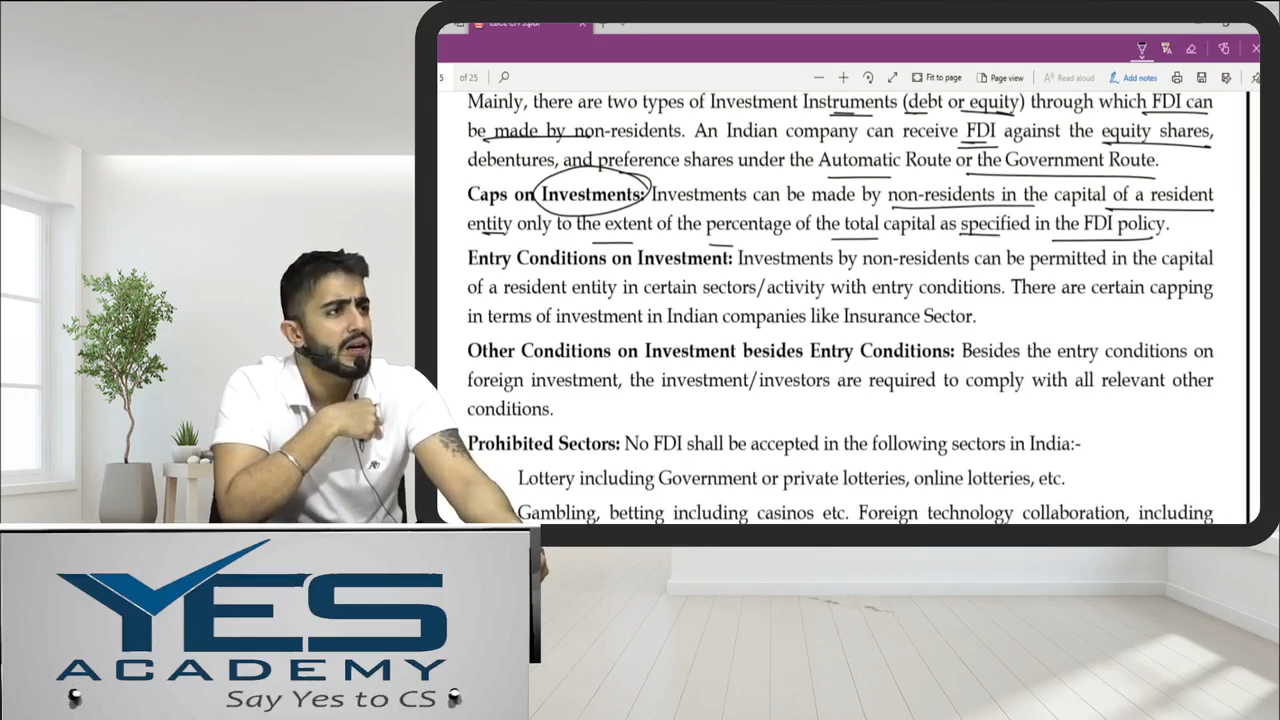 5 of 25
Fit to page
Page view
Read aloud
Add notes
Mainly, there are two types of Investment Instruments (debt or equity) through which FDI can
be made by non-residents. An Indian company can receive FDI against the equity shares,
debentures, and preference shares under the Automatic Route or the Government Route.
Caps on Investments: Investments can be made by non-residents in the capital of a resident
entity only to the extent of the percentage of the total capital as specified in the FDI policy.
Entry Conditions on Investment: Investments by non-residents can be permitted in the capital
of a resident entity in certain sectors/activity with entry conditions. There are certain capping
in terms of investment in Indian companies like Insurance Sector.
Other Conditions on Investment besides Entry Conditions: Besides the entry conditions on
foreign investment, the investment/investors are required to comply with all relevant other
conditions.
Prohibited Sectors: No FDI shall be accepted in the following sectors in India:-
Lottery including Government or private lotteries, online lotteries, etc.
Gambling, betting including casinos etc. Foreign technology collaboration, including
YES
ACADEMY
Say Yes to CS